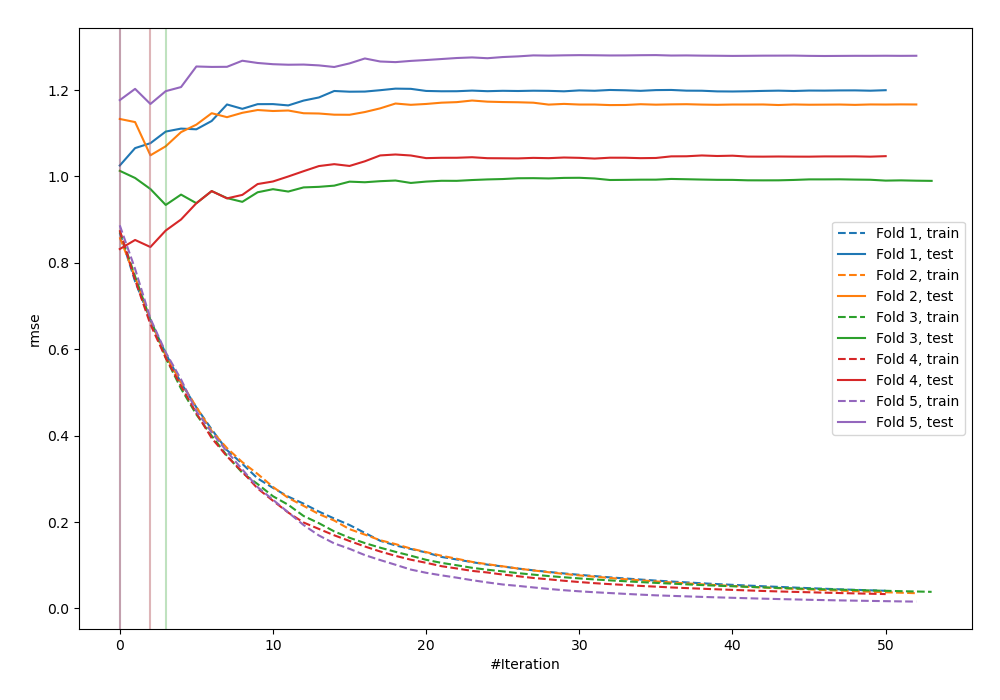 1.2
1.0
0.8
0.6
0.4
0.2
0.0
rmse
0 10 20 30 40 50
#Iteration
Fold 1, train
Fold 1, test
Fold 2, train
Fold 2, test
Fold 3, train
Fold 3, test
Fold 4, train
Fold 4, test
Fold 5, train
Fold 5, test